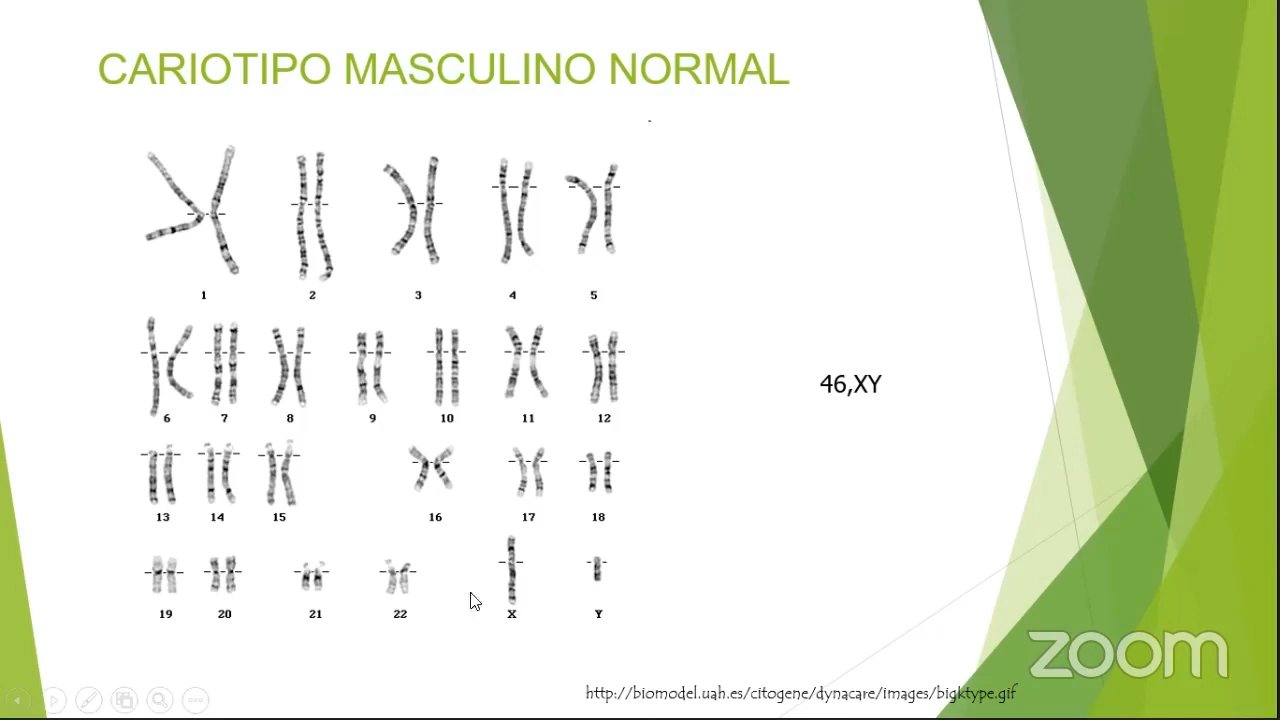 CARIOTIPO MASCULINO NORMAL
1 2 3 4 5
6 7 8 9 10 11 12
46,XY
13 14 15 16 17 18
19 20 21 22 X Y
http://biomodel.uah.es/citogene/dynacare/images/bigktype.gif
zoom